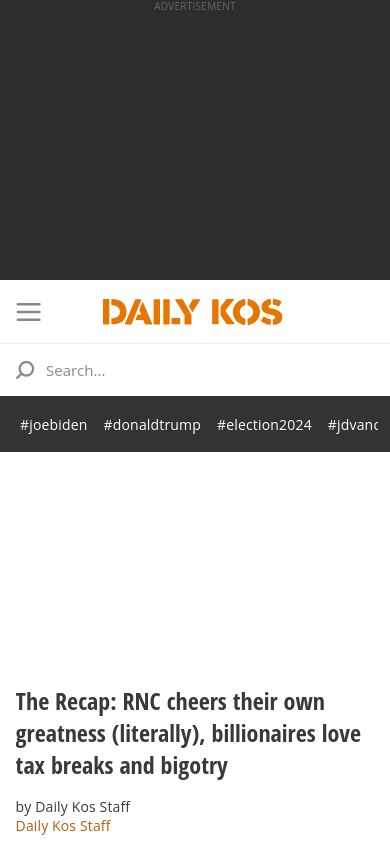 ADVERTISEMENT
DAILY KOS
Search...
#joebiden #donaldtrump #election2024 #jdvanc
The Recap: RNC cheers their own
greatness (literally), billionaires love
tax breaks and bigotry
by Daily Kos Staff
Daily Kos Staff